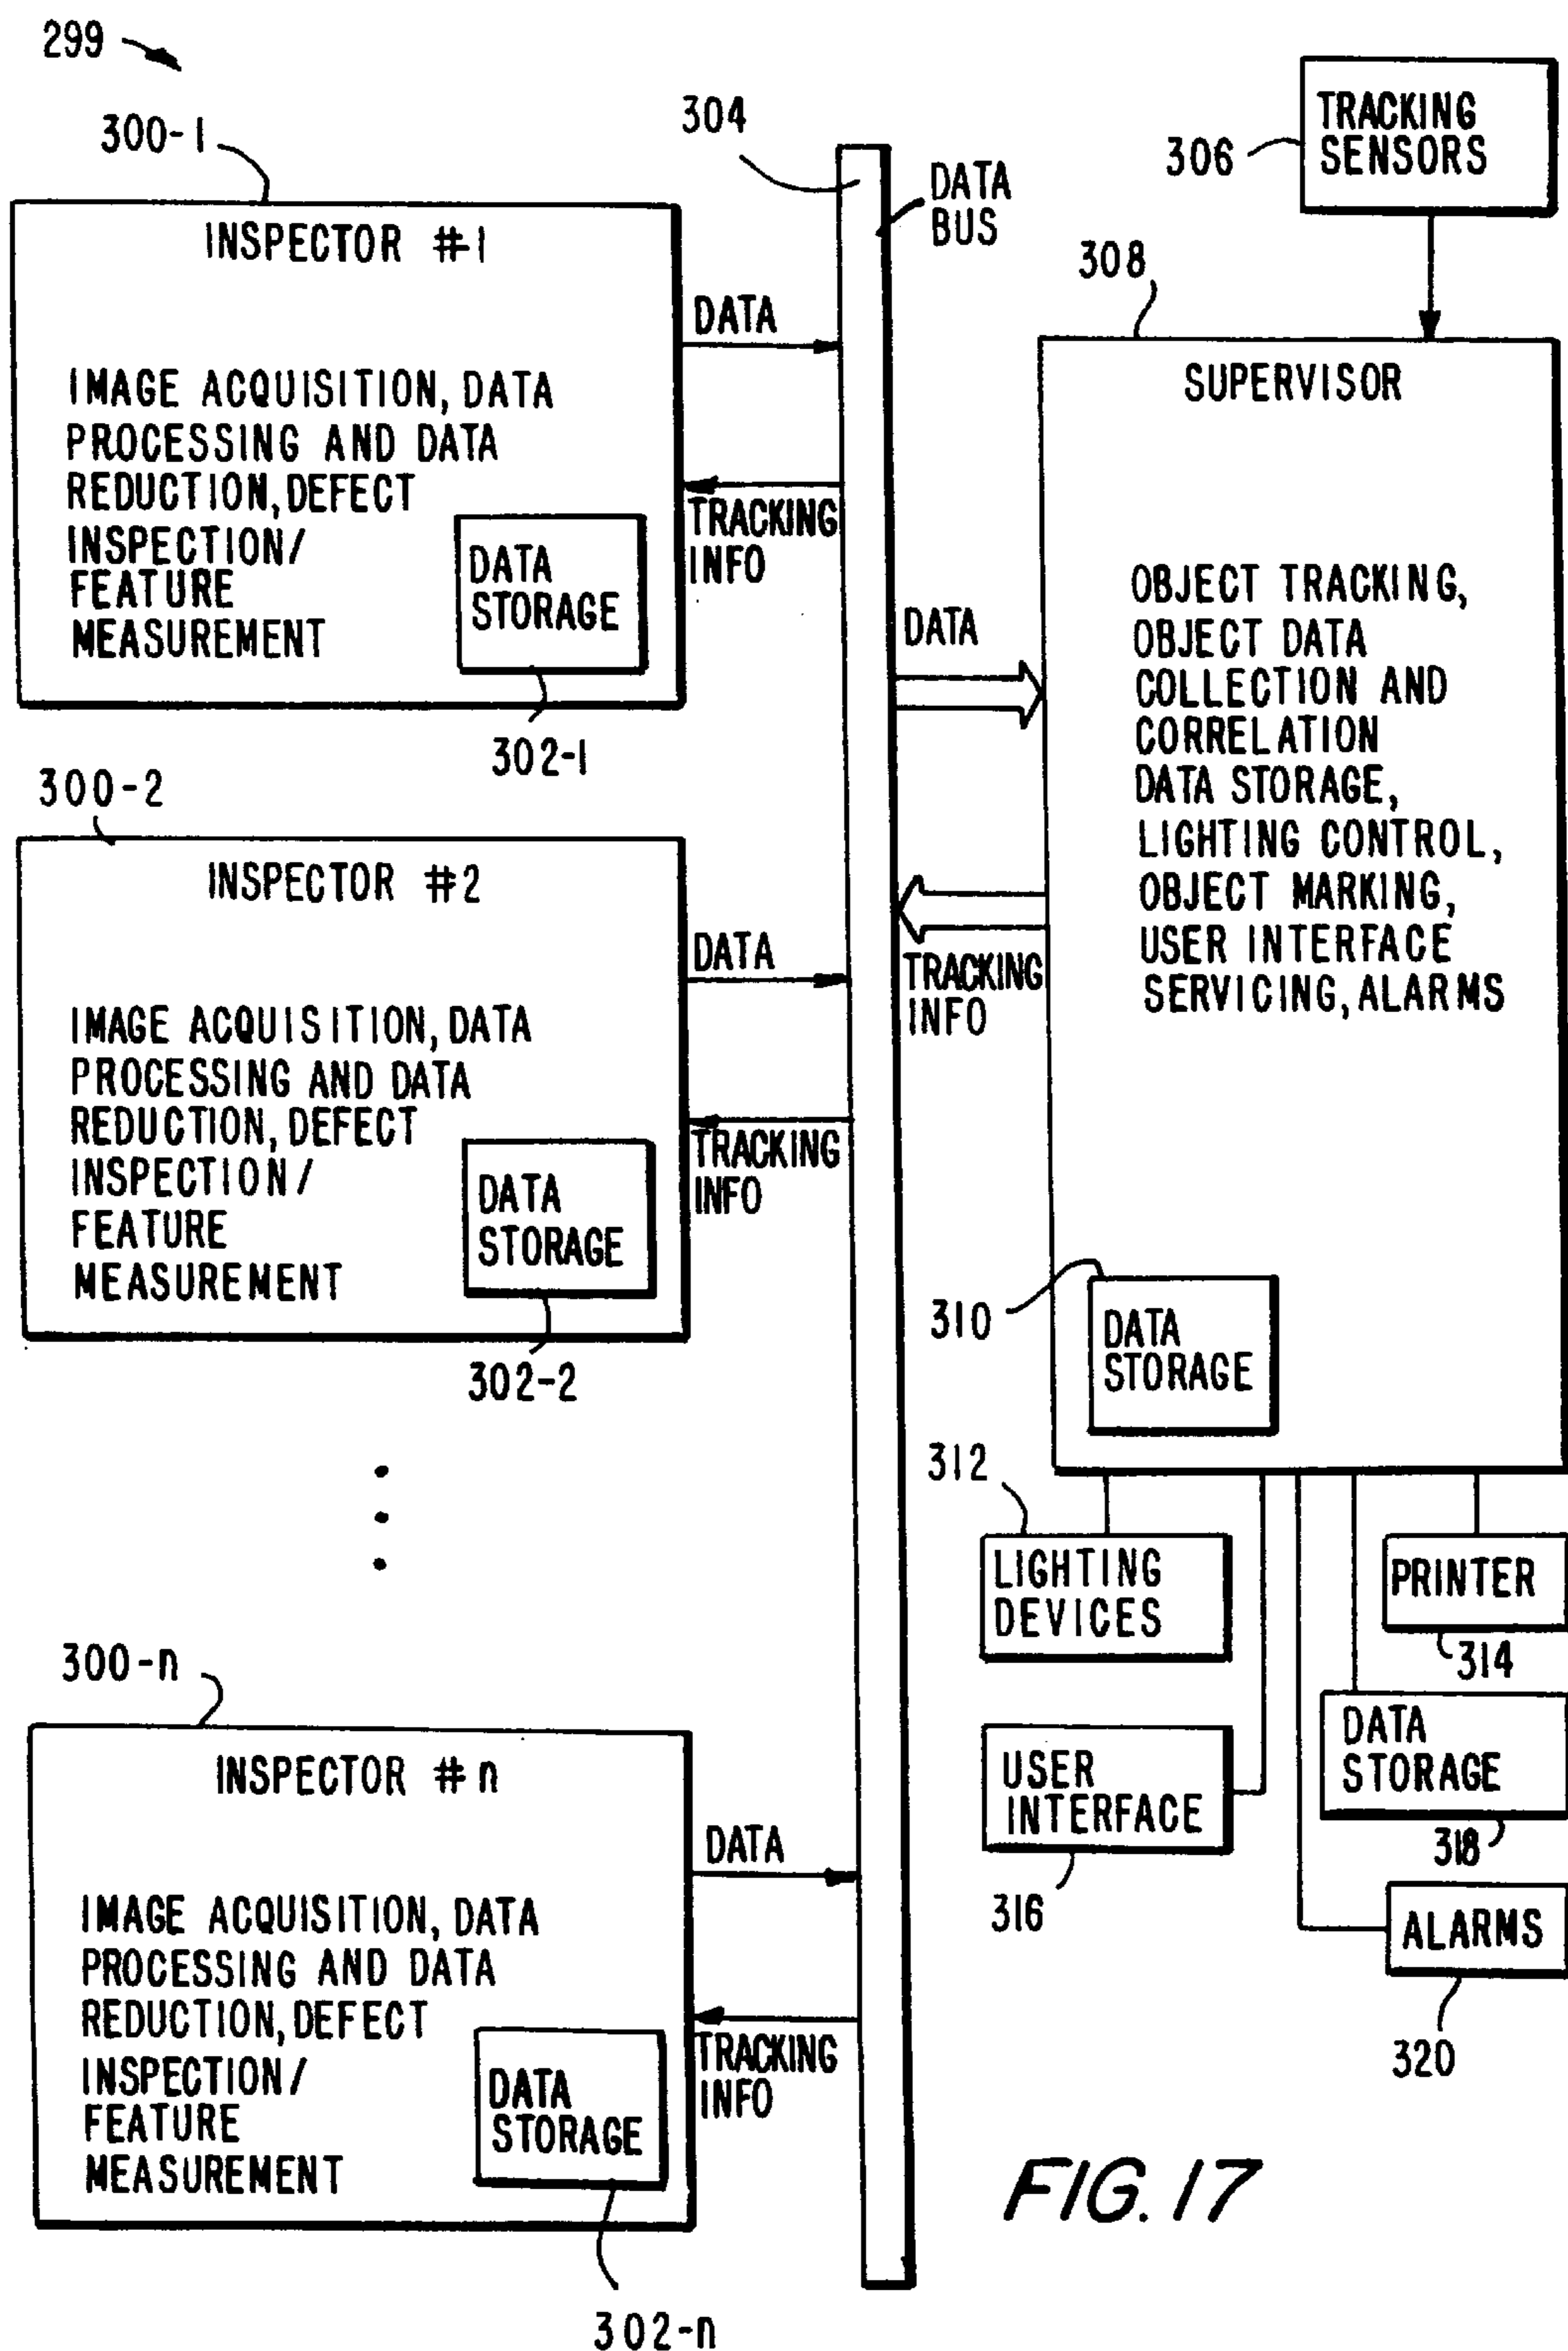 299
300-1
INSPECTOR #1
IMAGE ACQUISITION, DATA
PROCESSING AND DATA
REDUCTION, DEFECT
INSPECTION/
FEATURE
MEASUREMENT
DATA
STORAGE
302-1
DATA
TRACKING
INFO
300-2
INSPECTOR #2
IMAGE ACQUISITION, DATA
PROCESSING AND DATA
REDUCTION, DEFECT
INSPECTION/
FEATURE
MEASUREMENT
DATA
STORAGE
302-2
DATA
TRACKING
INFO
300-n
INSPECTOR #n
IMAGE ACQUISITION, DATA
PROCESSING AND DATA
REDUCTION, DEFECT
INSPECTION/
FEATURE
MEASUREMENT
DATA
STORAGE
302-n
DATA
TRACKING
INFO
304
DATA
BUS
DATA
TRACKING
INFO
306
TRACKING
SENSORS
308
SUPERVISOR
OBJECT TRACKING,
OBJECT DATA
COLLECTION AND
CORRELATION
DATA STORAGE,
LIGHTING CONTROL,
OBJECT MARKING,
USER INTERFACE
SERVICING, ALARMS
310
DATA
STORAGE
312
LIGHTING
DEVICES
PRINTER
314
USER
INTERFACE
316
DATA
STORAGE
318
ALARMS
320
FIG. 17